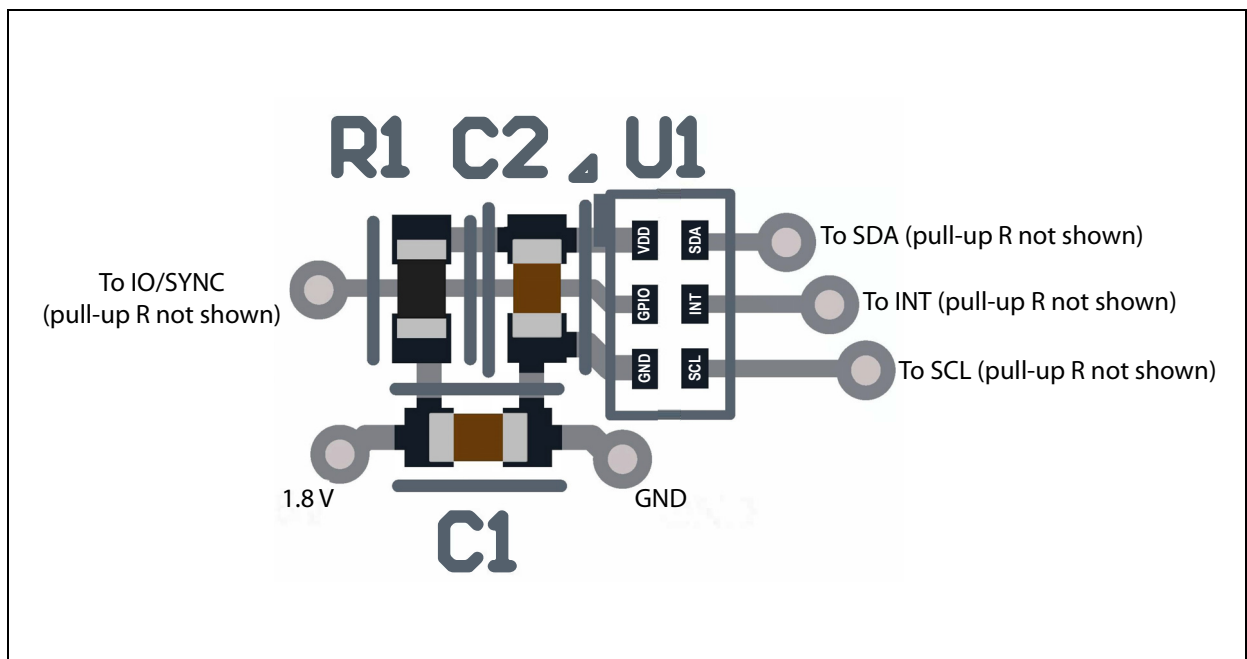 R1 C2 U1
To IO/SYNC
(pull-up R not shown)
VDD
SDA
GPIO
INT
GND
SCL
To SDA (pull-up R not shown)
To INT (pull-up R not shown)
To SCL (pull-up R not shown)
1.8 V
GND
C1